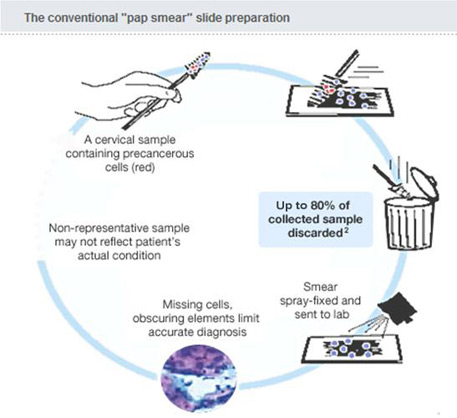 The conventional "pap smear" slide preparation
A cervical sample
containing precancerous
cells (red)
Up to 80% of
collected sample
discarded2
Smear
spray-fixed and
sent to lab
Missing cells,
obscuring elements limit
accurate diagnosis
Non-representative sample
may not reflect patient's
actual condition